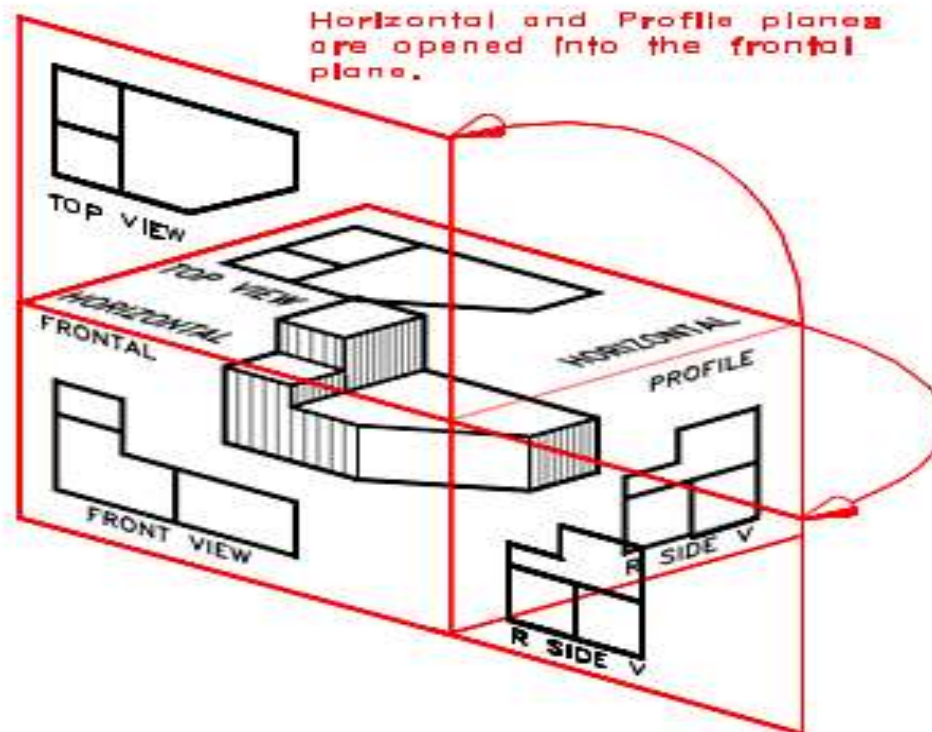 Horizontal and Profile planes
are opened into the frontal
plane.
TOP VIEW
TOP VIEW
HORIZONTAL
FRONTAL
HORIZONTAL
PROFILE
FRONT VIEW
R SIDE V
R SIDE V